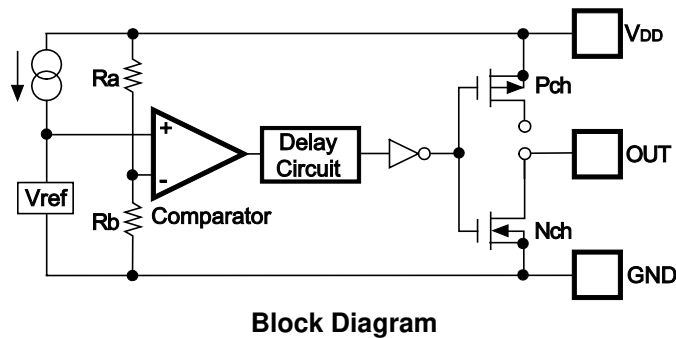 VDD
Ra
Pch
+
Delay
Circuit
OUT
-
Vref
Rb
Comparator
Nch
GND
Block Diagram